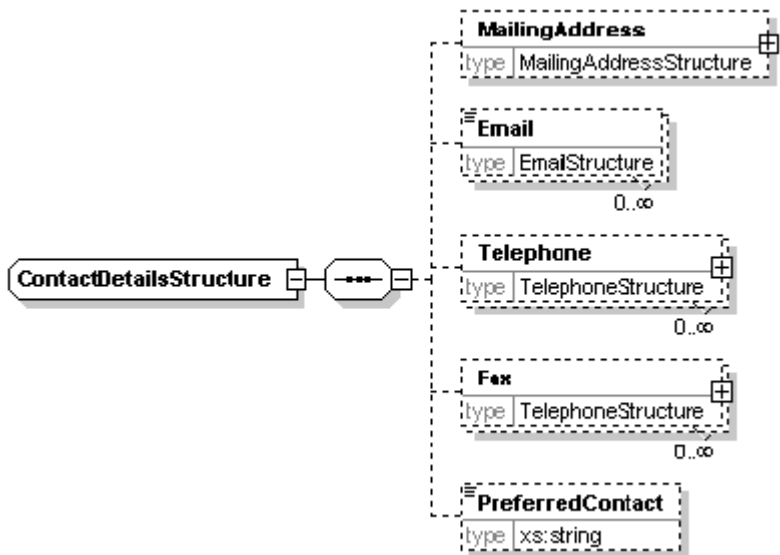 MailingAddress
type MailingAddressStructure
Email
type EmailStructure
0..∞
ContactDetailsStructure
Telephone
type TelephoneStructure
0..∞
Fax
type TelephoneStructure
0..∞
PreferredContact
type xs:string